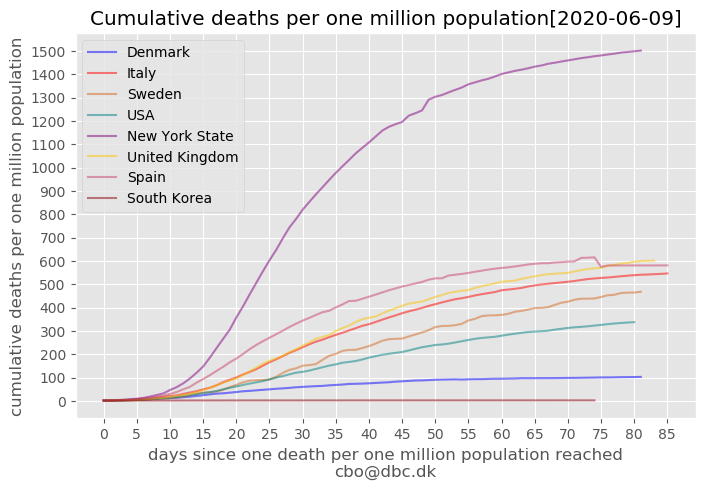 Cumulative deaths per one million population[2020-06-09]
cumulative deaths per one million population
1500
1400
1300
1200
1100
1000
900
800
700
600
500
400
300
200
100
0
Denmark
Italy
Sweden
USA
New York State
United Kingdom
Spain
South Korea
0 5 10 15 20 25 30 35 40 45 50 55 60 65 70 75 80 85
days since one death per one million population reached
cbo@dbc.dk